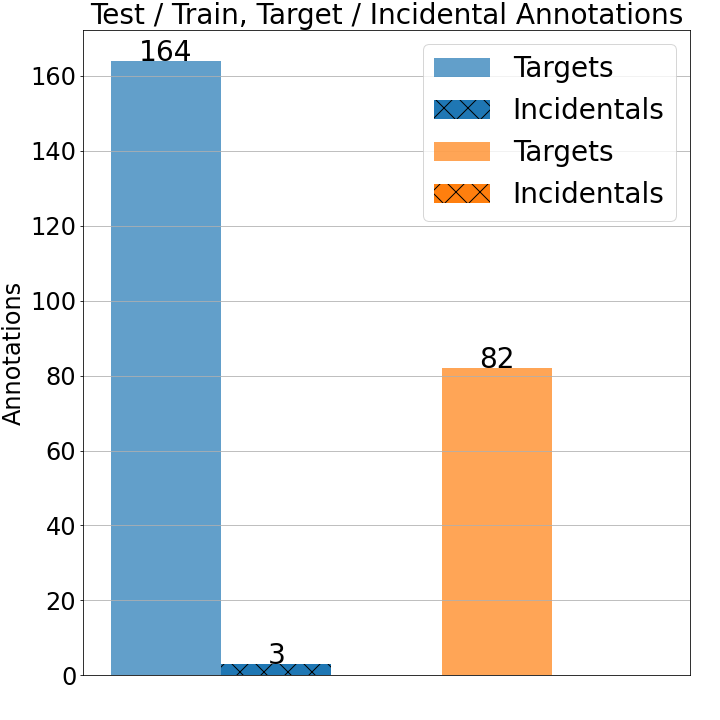 Test / Train, Target / Incidental Annotations
164
Targets
Incidentals
Targets
Incidentals
160
140
120
100
80
60
40
20
0
Annotations
82
3